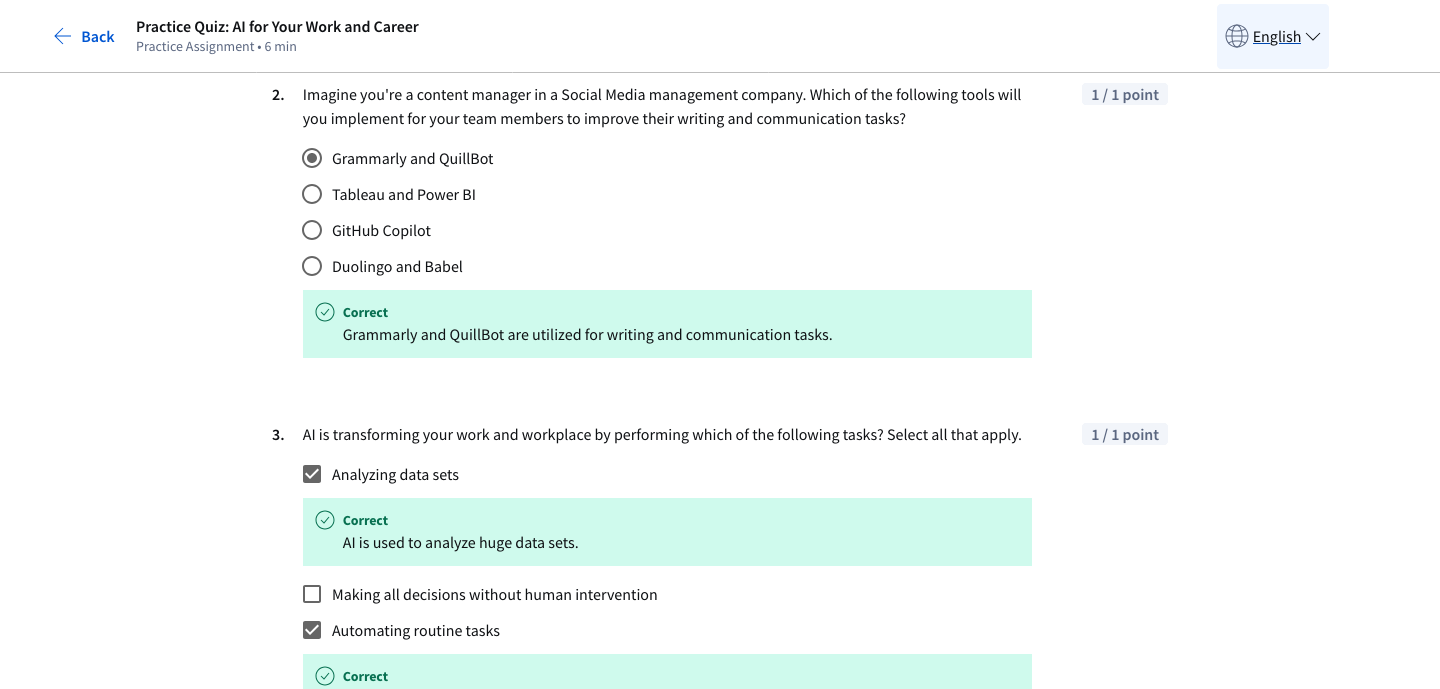 Back
Practice Quiz: AI for Your Work and Career
Practice Assignment • 6 min
English
2. Imagine you're a content manager in a Social Media management company. Which of the following tools will
you implement for your team members to improve their writing and communication tasks?
1 / 1 point
Grammarly and QuillBot
Tableau and Power BI
GitHub Copilot
Duolingo and Babel
Correct
Grammarly and QuillBot are utilized for writing and communication tasks.
3. AI is transforming your work and workplace by performing which of the following tasks? Select all that apply.
1 / 1 point
Analyzing data sets
Correct
AI is used to analyze huge data sets.
Making all decisions without human intervention
Automating routine tasks
Correct